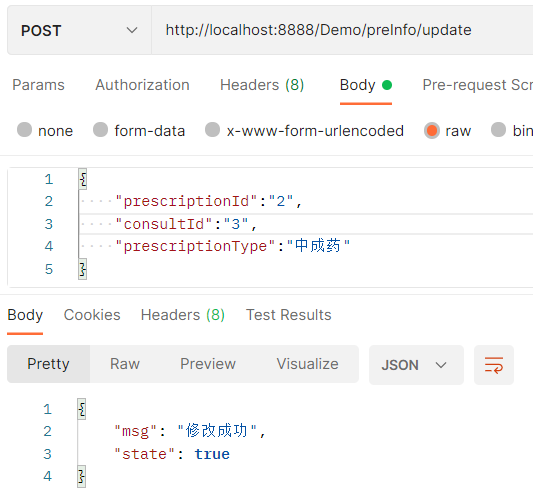 POST http://localhost:8888/Demo/preInfo/update
Params Authorization Headers (8) Body Pre-request Scr
none form-data x-www-form-urlencoded raw bin
1 {
2 ····"prescriptionId":"2",
3 ····"consultId":"3",
4 ····"prescriptionType":"中成药"
5 }
Body Cookies Headers (8) Test Results
Pretty Raw Preview Visualize JSON
1 {
2 "msg": "修改成功",
3 "state": true
4 }